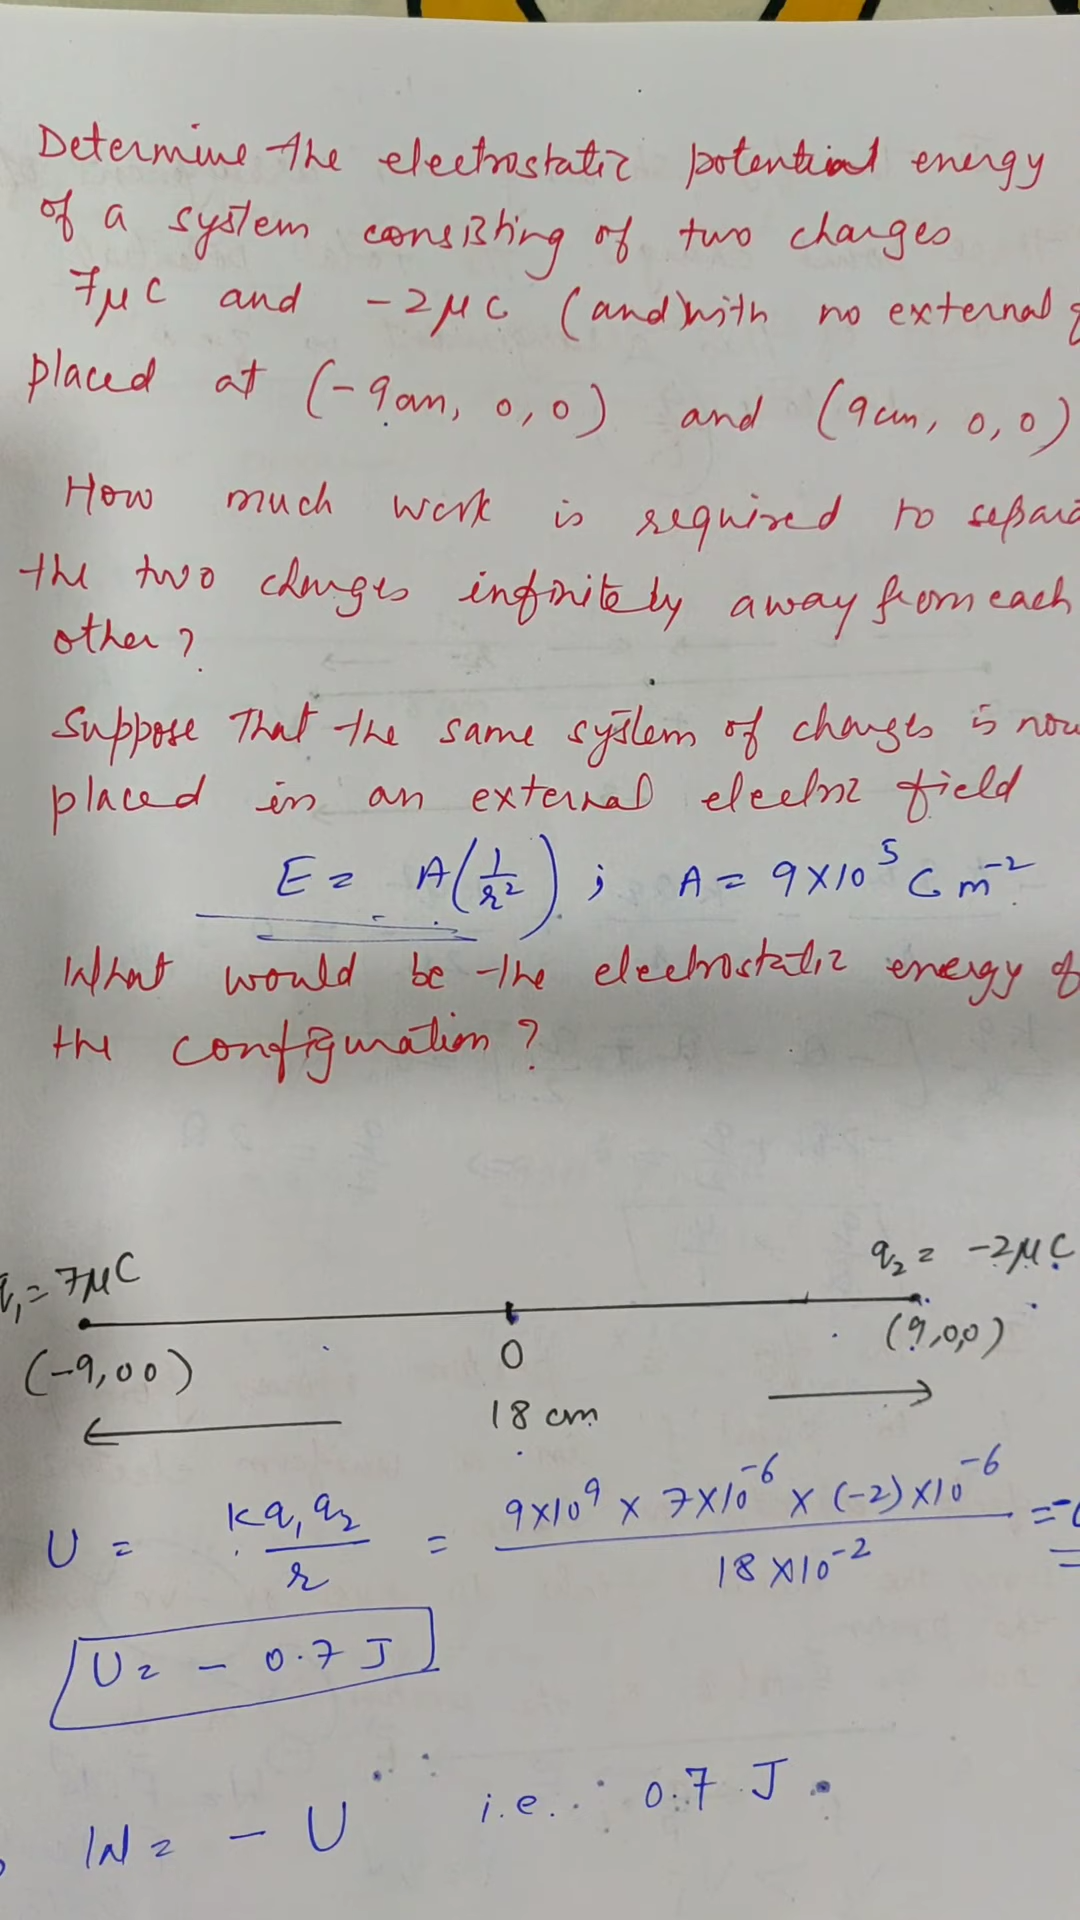 Determine the electrostatic potential energy
of a system consisting of two charges
7μC and -2μC (and) with no external
placed at (-9cm, 0,0) and (9cm, 0,0)
How much work is required to
the two charges infinitely away from each
other?
Suppose that the same system of charges is now
placed in an external electric field
E = A(1/r²) ; A = 9×10⁵ C m⁻²
What would be the electrostatic energy of
the configuration?
q₁ = 7μC q₂ = -2μC
(-9,00) 0 (9,0,0)
18 cm
U = kq₁q₂/r = 9×10⁹ × 7×10⁻⁶ × (-2)×10⁻⁶ / 18×10⁻² = -
U = - 0.7 J
W = - U i.e. 0.7 J